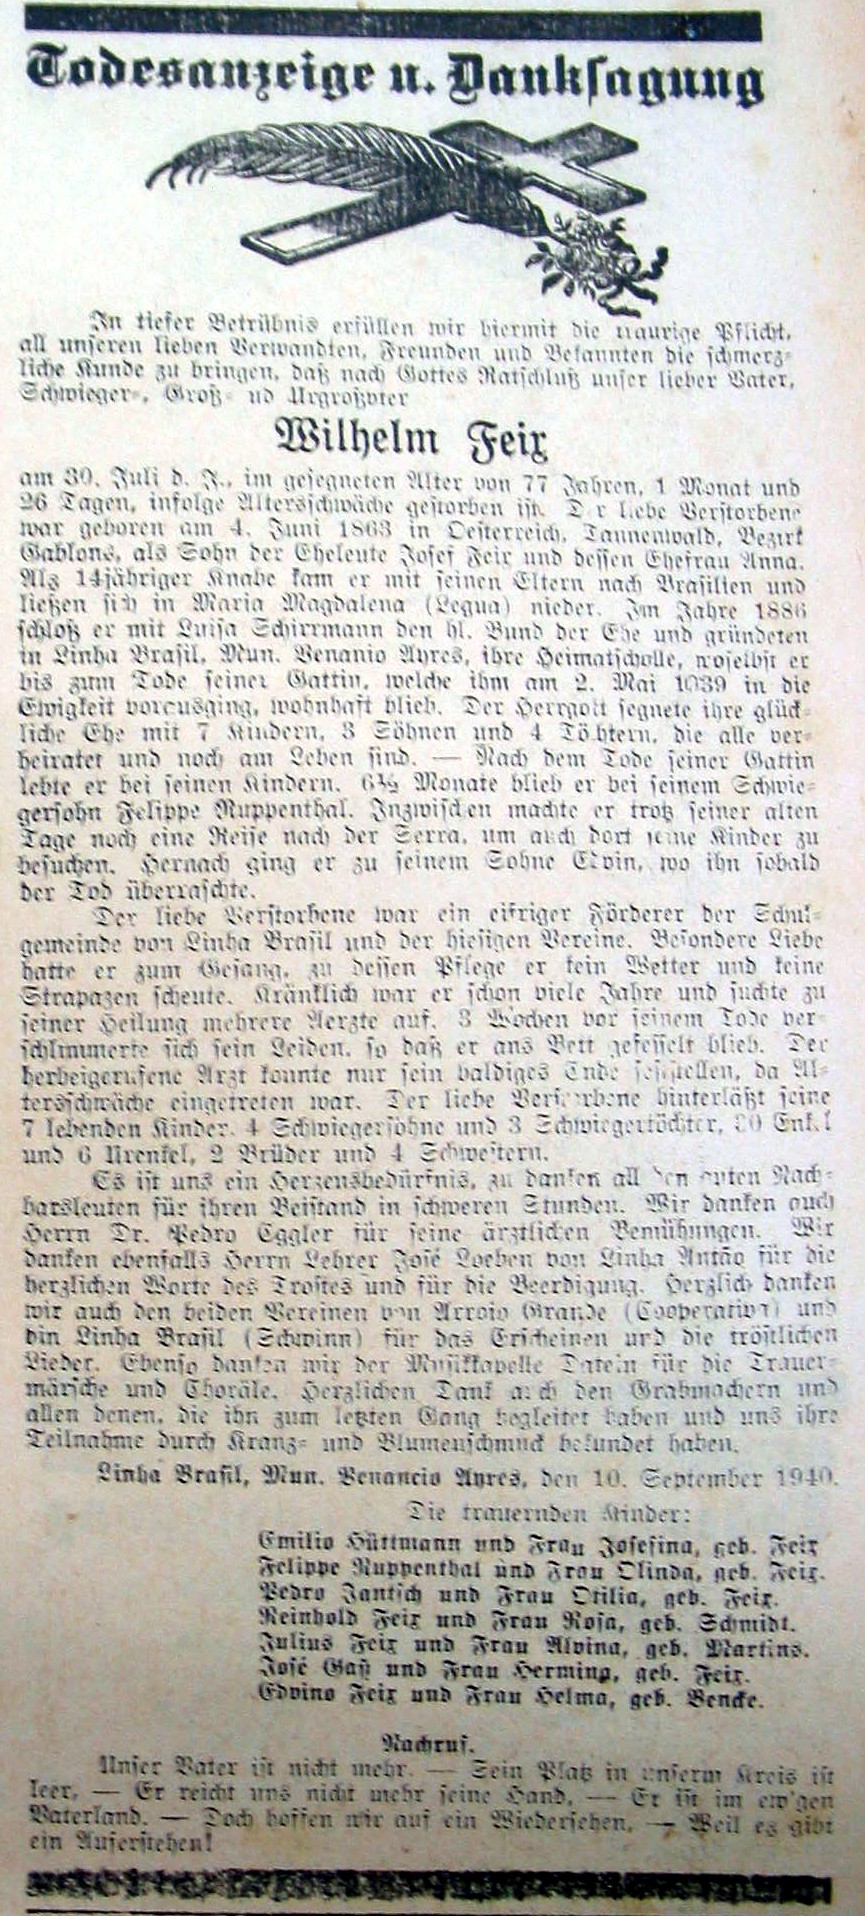 Todesanzeige u. Danksagung
In tiefer Betrübnis erfüllen wir hiermit die traurige Pflicht,
all unseren lieben Verwandten, Freunden und Bekannten die schmerz-
liche Kunde zu bringen, daß nach Gottes Ratschluß unser lieber Vater,
Schwieger-, Groß- ud Urgroßvter
Wilhelm Feix
am 30. Juli d. J., im gesegneten Alter von 77 Jahren, 1 Monat und
26 Tagen, infolge Altersschwäche gestorben ist. Der liebe Verstorbene
war geboren am 4. Juni 1863 in Oesterreich, Tannenwald, Bezirk
Gablons, als Sohn der Eheleute Josef Feix und dessen Ehefrau Anna.
Als 14jähriger Knabe kam er mit seinen Eltern nach Brasilien und
ließen sich in Maria Magdalena (Legua) nieder. Im Jahre 1886
schloß er mit Luisa Schirrmann den hl. Bund der Ehe und gründeten
in Linha Brasil, Mun. Venanio Ayres, ihre Heimatscholle, woselbst er
bis zum Tode seiner Gattin, welche ihm am 2. Mai 1939 in die
Ewigkeit vorausging, wohnhaft blieb. Der Herrgott segnete ihre glück-
liche Ehe mit 7 Kindern, 3 Söhnen und 4 Töchtern, die alle ver-
heiratet und noch am Leben sind. — Nach dem Tode seiner Gattin
lebte er bei seinen Kindern. 6½ Monate blieb er bei seinem Schwie-
gersohn Felippe Ruppenthal. Inzwischen machte er trotz seiner alten
Tage noch eine Reise nach der Serra, um auch dort seine Kinder zu
besuchen. Hernach ging er zu seinem Sohne Edvin, wo ihn sobald
der Tod überraschte.
Der liebe Verstorbene war ein eifriger Förderer der Schul-
gemeinde von Linha Brasil und der hiesigen Vereine. Besondere Liebe
hatte er zum Gesang, zu dessen Pflege er kein Wetter und keine
Strapazen scheute. Kränklich war er schon viele Jahre und suchte zu
seiner Heilung mehrere Aerzte auf. 3 Wochen vor seinem Tode ver-
schlimmerte sich sein Leiden, so daß er ans Bett gefesselt blieb. Der
herbeigerufene Arzt konnte nur sein baldiges Ende feststellen, da Al-
tersschwäche eingetreten war. Der liebe Verstorbene hinterläßt seine
7 lebenden Kinder, 4 Schwiegersöhne und 3 Schwiegertöchter, Enkel
und 6 Urenkel, 2 Brüder und 4 Schwestern.
Es ist uns ein Herzensbedürfnis, zu danken all den guten Nach-
barsleuten für ihren Beistand in schweren Stunden. Wir danken auch
Herrn Dr. Pedro Eggler für seine ärztlichen Bemühungen. Wir
danken ebenfalls Herrn Lehrer José Loeben von Linha Antão für die
herzlichen Worte des Trostes und für die Beerdigung. Herzlich danken
wir auch den beiden Vereinen von Arroio Grande (Cooperativa) und
bin Linha Brasil (Schwinn) für das Erscheinen und die tröstlichen
Lieder. Ebenso danken wir der Musikkapelle Datein für die Trauer-
märsche und Choräle. Herzlichen Dank auch den Grabmachern und
allen denen, die ihn zum letzten Gang begleitet haben und uns ihre
Teilnahme durch Kranz- und Blumenschmuck bekundet haben.
Linha Brasil, Mun. Venancio Ayres, den 10. September 1940.
Die trauernden Kinder:
Emilio Hüttmann und Frau Josefina, geb. Feix
Felippe Ruppenthal und Frau Olinda, geb. Feix.
Pedro Jantsch und Frau Otilia, geb. Feix.
Reinhold Feix und Frau Rosa, geb. Schmidt.
Julius Feix und Frau Alvina, geb. Martins.
José Gaß und Frau Hermina, geb. Feix.
Edvino Feix und Frau Helma, geb. Bencke.
Nachruf.
Unser Vater ist nicht mehr. — Sein Platz in unserm Kreis ist
leer, — Er reicht uns nicht mehr seine Hand, — Er ist im ew'gen
Vaterland. — Doch hoffen wir auf ein Wiedersehen, — Weil es gibt
ein Auferstehen!